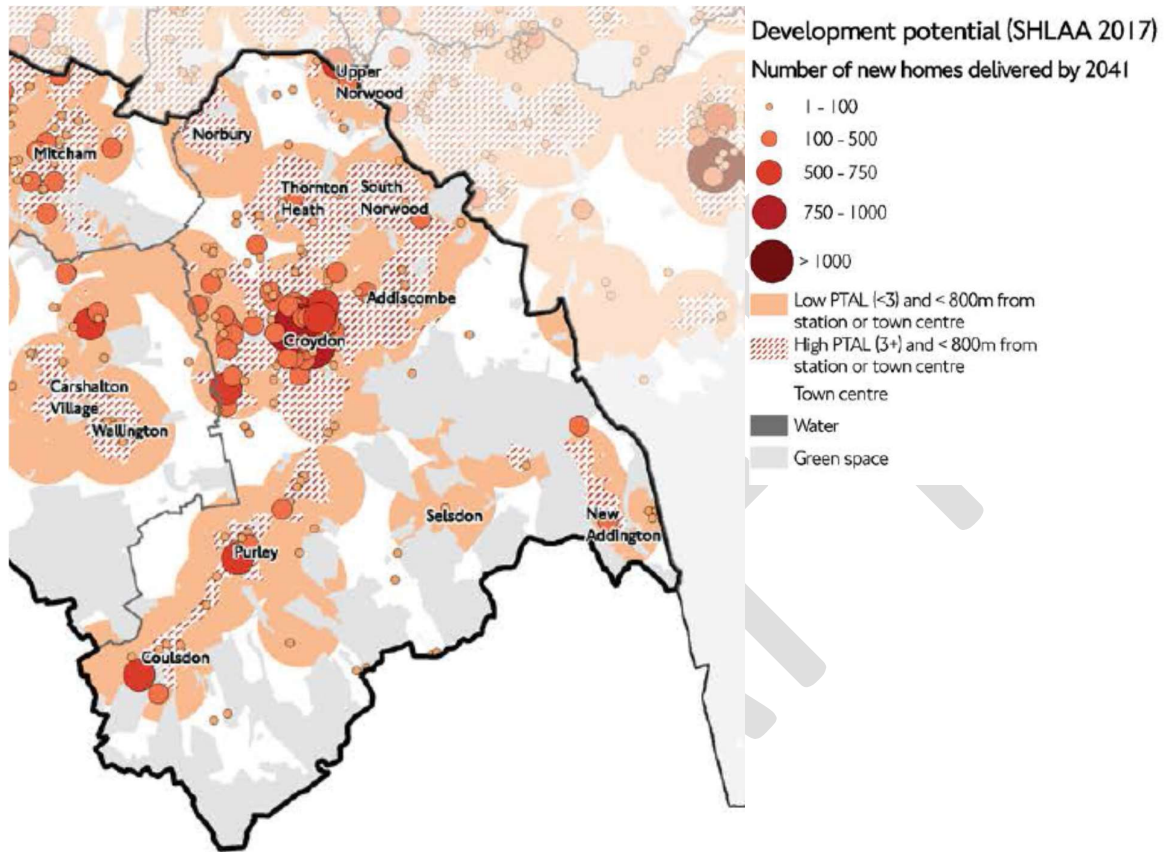 Development potential (SHLAA 2017)
Number of new homes delivered by 2041
1 - 100
100 - 500
500 - 750
750 - 1000
> 1000
Low PTAL (<3) and < 800m from
station or town centre
High PTAL (3+) and < 800m from
station or town centre
Town centre
Water
Green space
Upper
Norwood
Norbury
Mitcham
Thornton
Heath
South
Norwood
Addiscombe
Croydon
Carshalton
Village
Wallington
Selsdon
New
Addington
Purley
Coulsdon